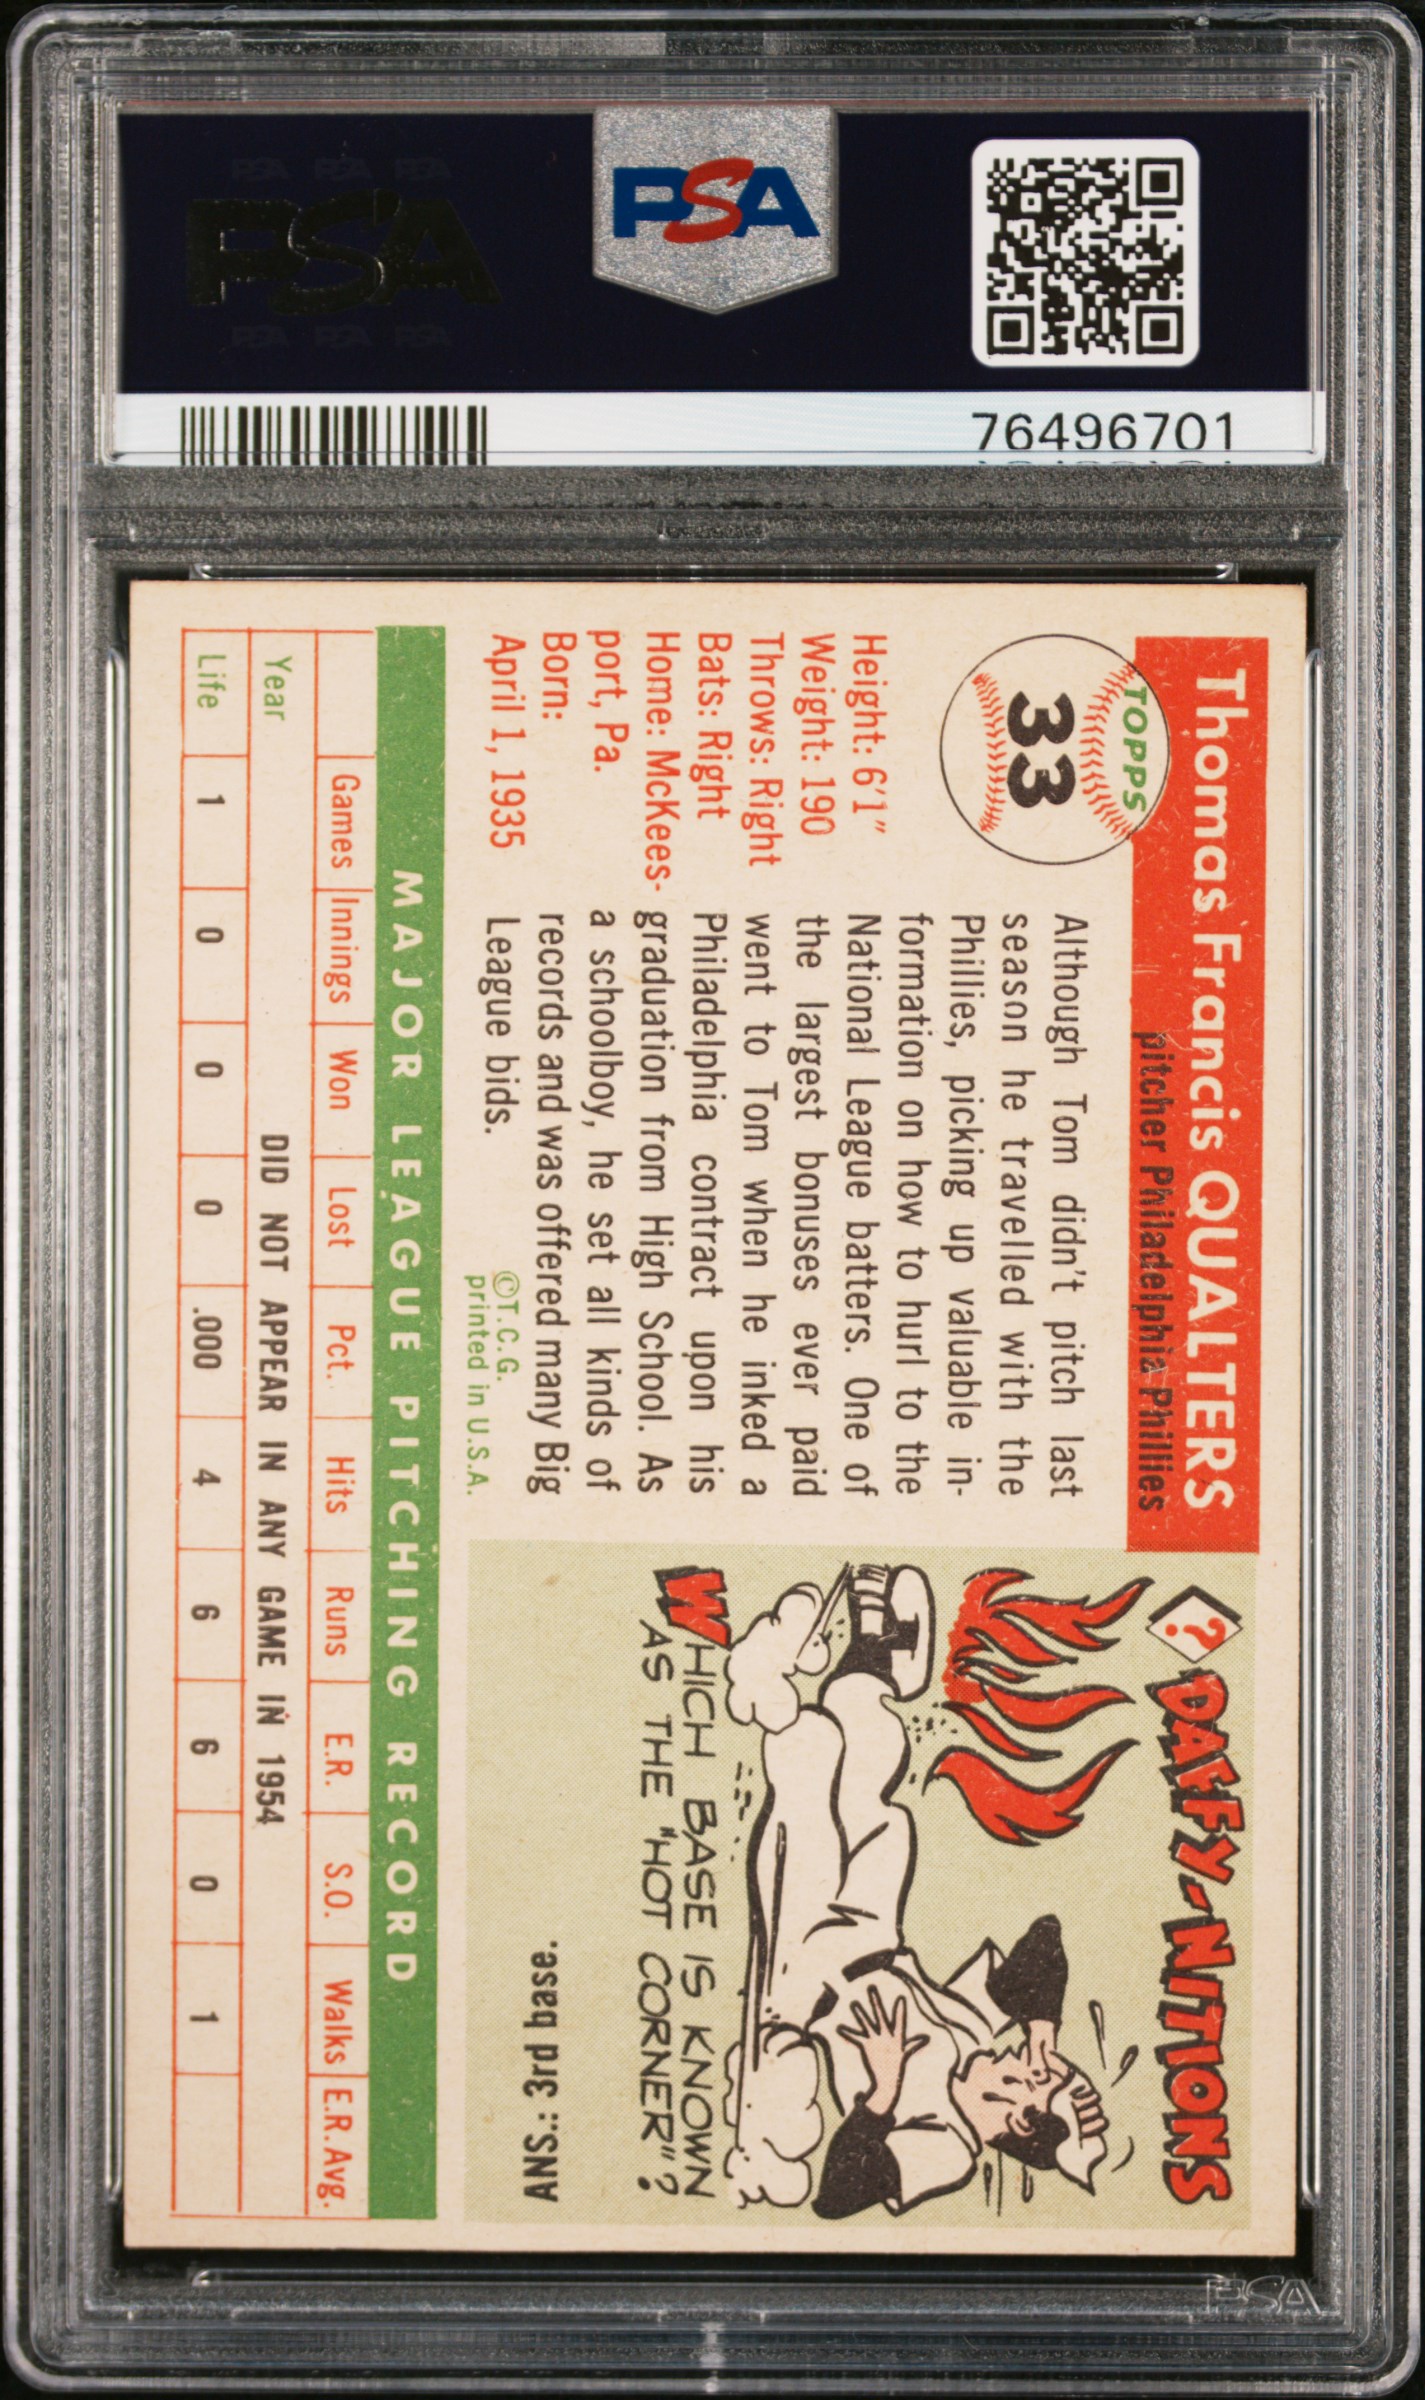 PSA PSA PSA
PSA
PSA PSA PSA
PSA
76496701
Thomas Francis QUALTERS
pitcher Philadelphia Phillies
TOPPS
33
Height: 6'1"
Weight: 190
Throws: Right
Bats: Right
Home: McKees-
port, Pa.
Born:
April 1, 1935
Although Tom didn't pitch last
season he travelled with the
Phillies, picking up valuable in-
formation on how to hurl to the
National League batters. One of
the largest bonuses ever paid
went to Tom when he inked a
Philadelphia contract upon his
graduation from High School. As
a schoolboy, he set all kinds of
records and was offered many Big
League bids.
©T.C.G.
printed in U.S.A.
? DAFFY-NITIONS
WHICH BASE IS KNOWN
AS THE "HOT CORNER"?
ANS.: 3rd base.
MAJOR LEAGUE PITCHING RECORD
Games Innings Won Lost Pct. Hits Runs E.R. S.O. Walks E.R.Avg.
Year DID NOT APPEAR IN ANY GAME IN 1954
Life 1 0 0 0 .000 4 6 6 0 1
PSA